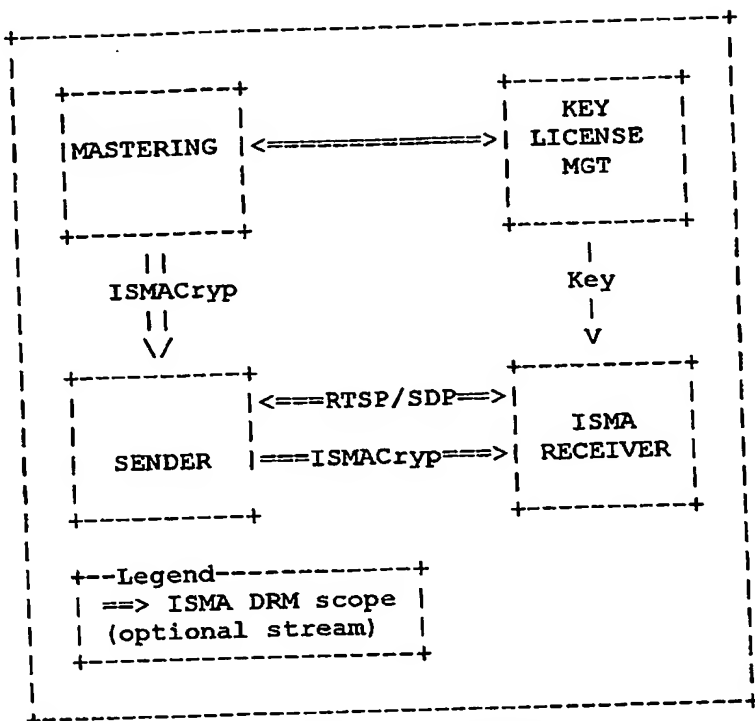 KEY
MASTERING <=============> LICENSE
MGT
ISMACryp
Key
<===RTSP/SDP==>
ISMA
SENDER ===ISMACryp===> RECEIVER
Legend
==> ISMA DRM scope
(optional stream)